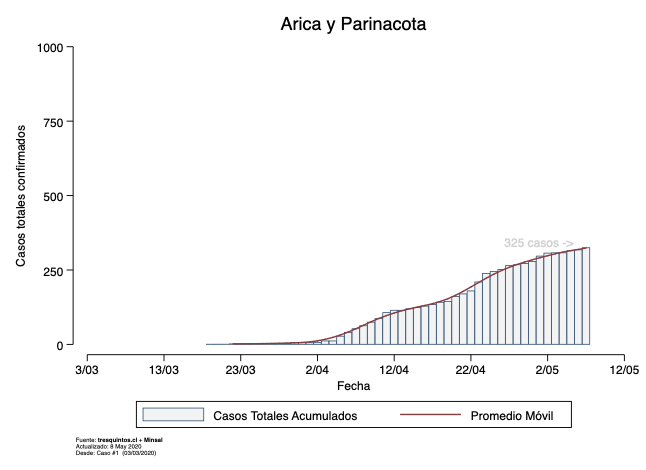 Arica y Parinacota
Casos totales confirmados
1000
750
500
250
0
325 casos ->
3/03 13/03 23/03 2/04 12/04 22/04 2/05 12/05
Fecha
Casos Totales Acumulados Promedio Móvil
Fuente: tresquintos.cl + Minsal
Actualizado: 8 May 2020
Desde: Caso #1 (03/03/2020)